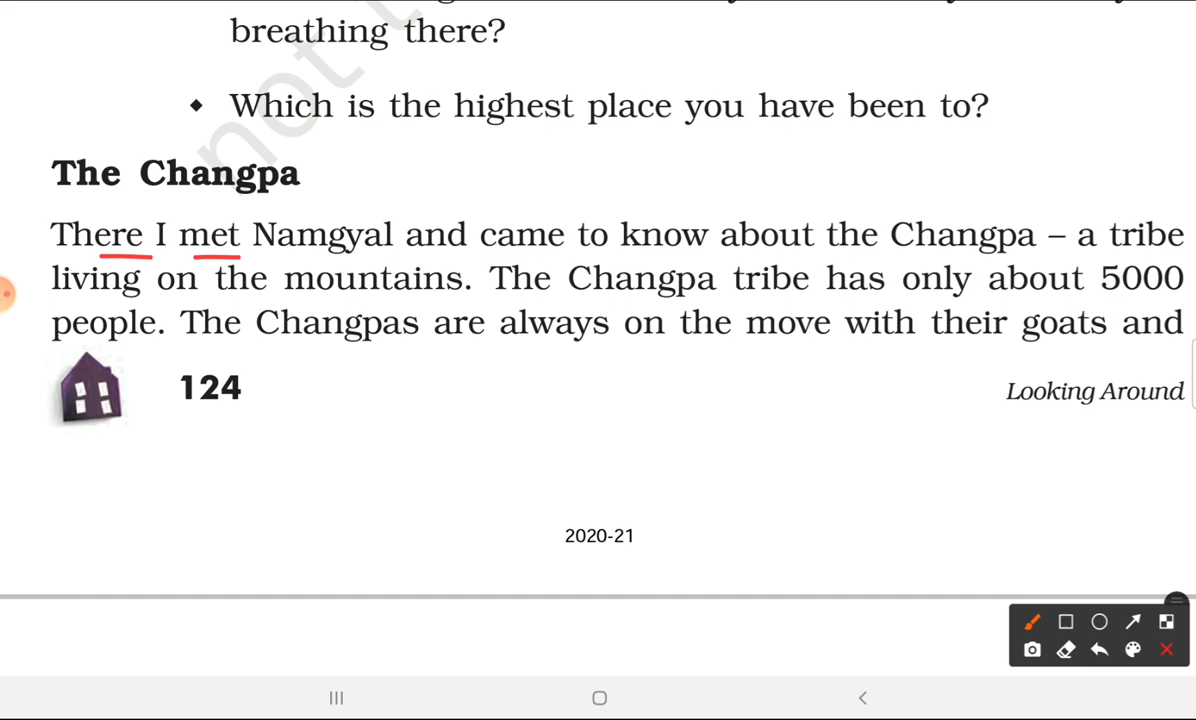 breathing there?
◆ Which is the highest place you have been to?
The Changpa
There I met Namgyal and came to know about the Changpa – a tribe
living on the mountains. The Changpa tribe has only about 5000
people. The Changpas are always on the move with their goats and
124
Looking Around
2020-21
not t